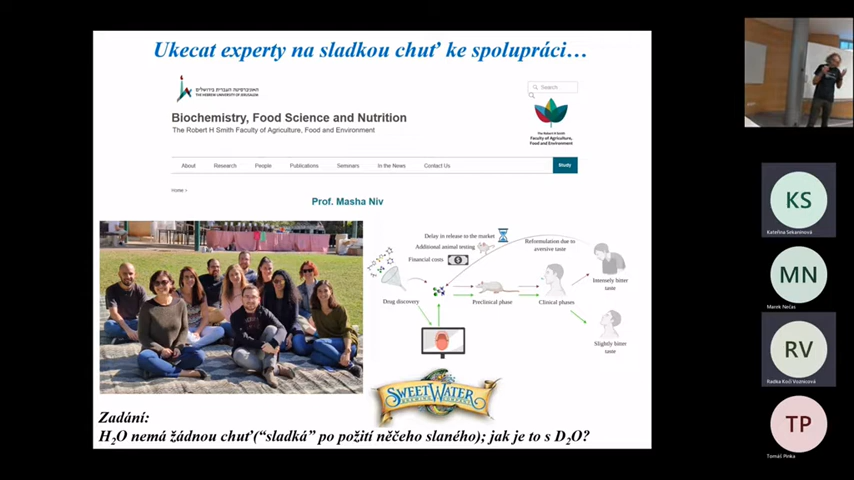 Ukecat experty na sladkou chuť ke spolupráci…
האוניברסיטה העברית בירושלים
THE HEBREW UNIVERSITY OF JERUSALEM
Search
Biochemistry, Food Science and Nutrition
The Robert H Smith Faculty of Agriculture, Food and Environment
The Robert H Smith
Faculty of Agriculture,
Food and Environment
About
Research
People
Publications
Seminars
In the News
Contact Us
Study
Home >
Prof. Masha Niv
Delay in release to the market
Additional animal testing
Financial costs
Reformulation due to
aversive taste
Drug discovery
Preclinical phase
Clinical phases
Intensely bitter
taste
Slightly bitter
taste
SWEETWATER
Zadání:
H₂O nemá žádnou chuť(“sladká” po požití něčeho slaného); jak je to s D₂O?
KS
Kateřina Sekaninová
MN
Marek Nečas
RV
Radka Kočí Voznicová
TP
Tomáš Pinka